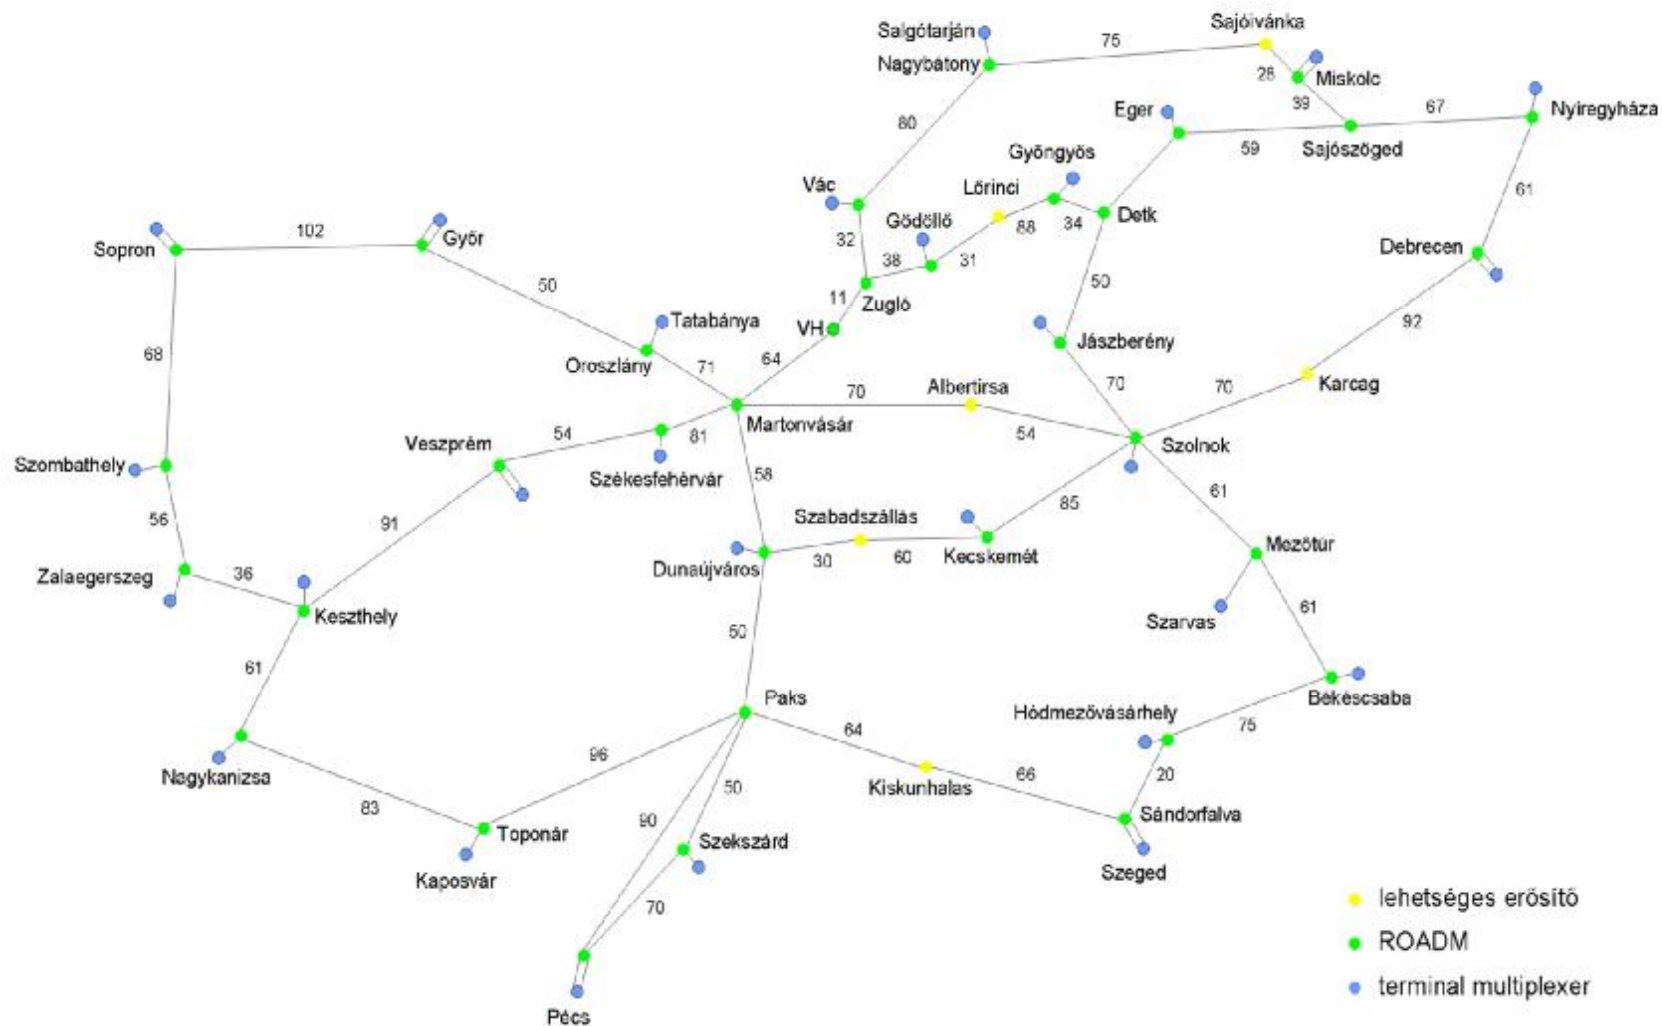 Sajóivánka
Salgótarján
75
Nagybátony
28
Miskolc
39
Eger
67
Nyíregyháza
80
59
Sajószöged
Gyöngyös
Lőrinci
Vác
Gödöllő
88
34
Detk
61
32
38
31
Debrecen
102
Győr
Sopron
50
11
Zugló
50
Tatabánya
VH
Jászberény
92
68
Oroszlány
71
64
70
Albertirsa
70
70
Karcag
Martonvásár
54
Szolnok
Veszprém
54
81
Szombathely
Székesfehérvár
58
61
56
91
Szabadszállás
85
Mezőtúr
Zalaegerszeg
36
Dunaújváros
30
60
Kecskemét
Keszthely
61
Szarvas
50
61
Paks
Hódmezővásárhely
75
Békéscsaba
64
96
Nagykanizsa
66
20
Kiskunhalas
50
83
90
Sándorfalva
Toponár
Szekszárd
Szeged
Kaposvár
70
Pécs
lehetséges erősítő
ROADM
terminal multiplexer